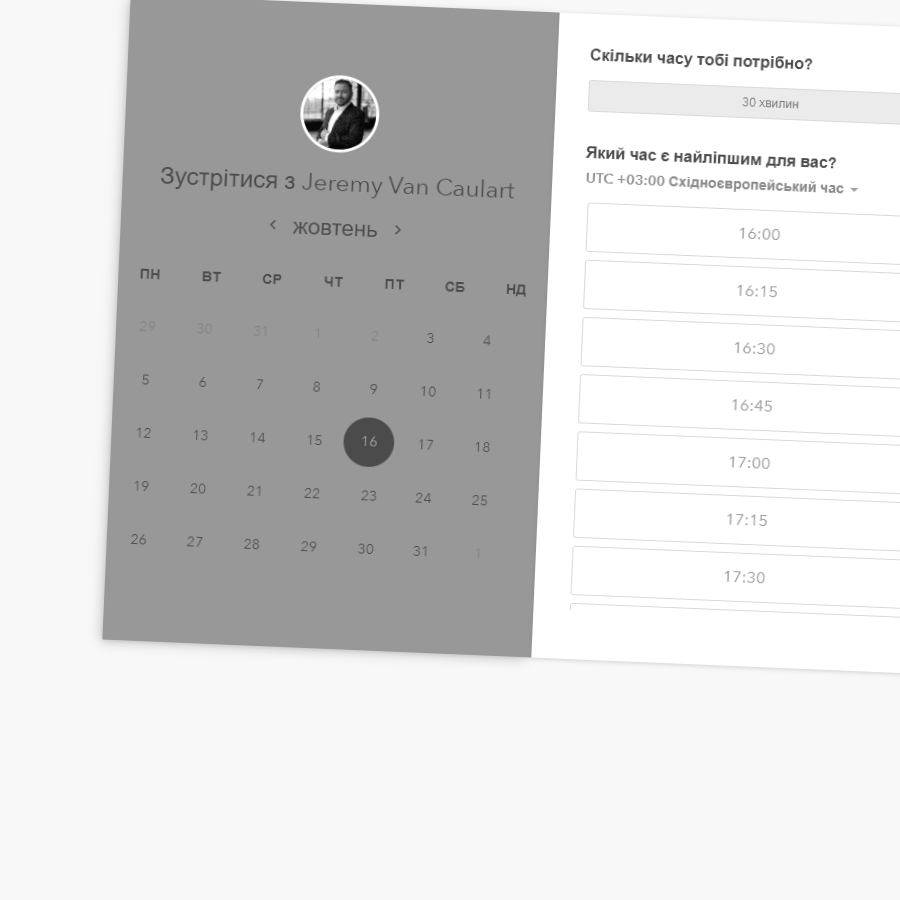 Зустрітися з Jeremy Van Caulart
жовтень
ПН ВТ СР ЧТ ПТ СБ НД
29 30 31 1 2 3 4
5 6 7 8 9 10 11
12 13 14 15 16 17 18
19 20 21 22 23 24 25
26 27 28 29 30 31 1
Скільки часу тобі потрібно?
30 хвилин
Який час є найліпшим для вас?
UTC +03:00 Східноєвропейський час
16:00
16:15
16:30
16:45
17:00
17:15
17:30